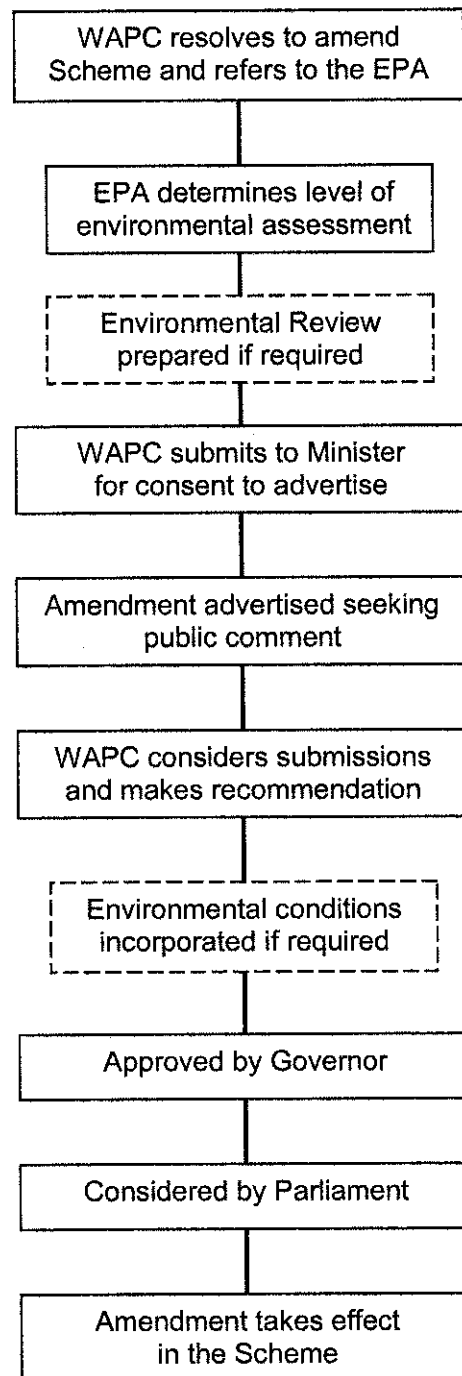 WAPC resolves to amend
Scheme and refers to the EPA
EPA determines level of
environmental assessment
Environmental Review
prepared if required
WAPC submits to Minister
for consent to advertise
Amendment advertised seeking
public comment
WAPC considers submissions
and makes recommendation
Environmental conditions
incorporated if required
Approved by Governor
Considered by Parliament
Amendment takes effect
in the Scheme